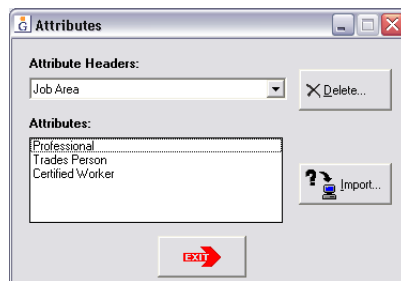 Attributes
Attribute Headers:
Job Area
Delete...
Attributes:
Professional
Trades Person
Certified Worker
Import...
EXIT